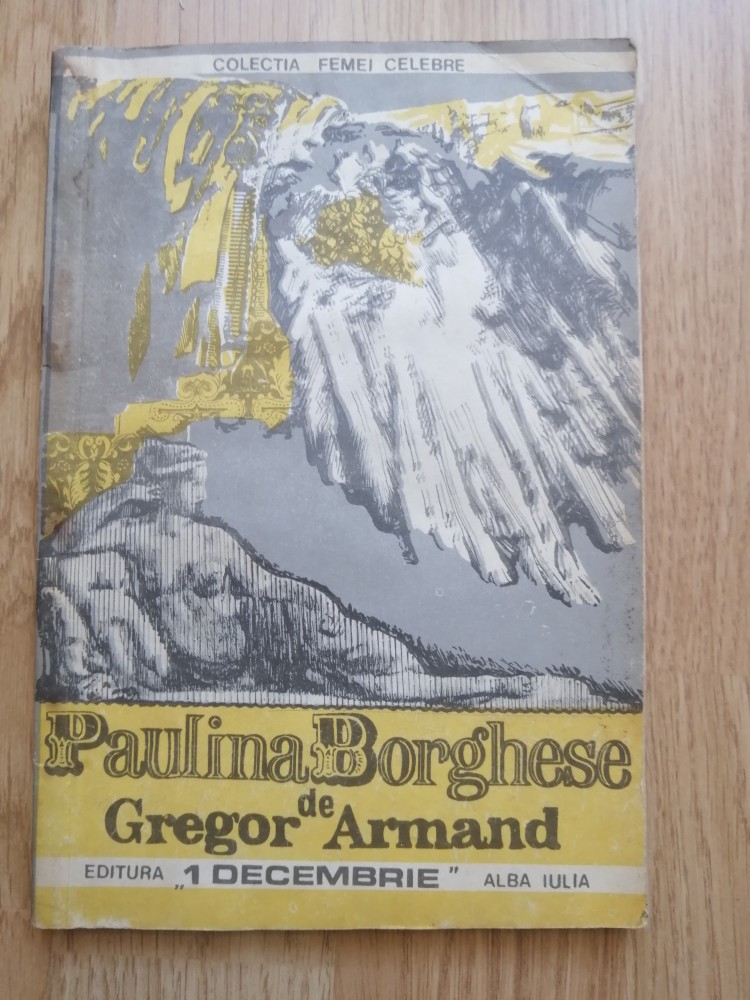 COLECTIA FEMEI CELEBRE
Paulina Borghese
de
Gregor Armand
EDITURA „1 DECEMBRIE” ALBA IULIA